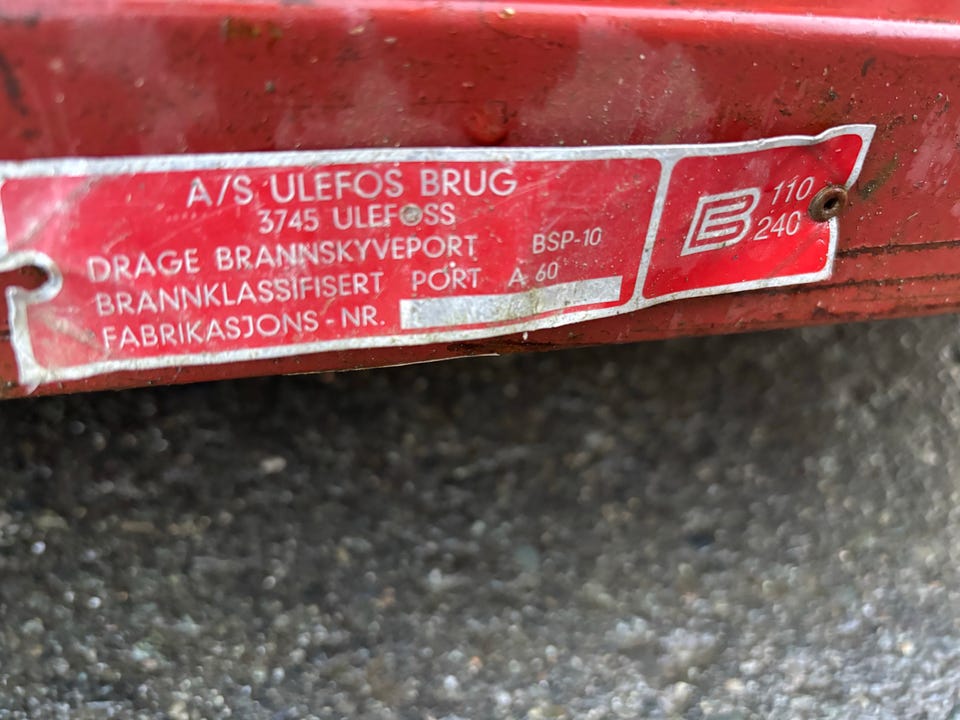 A/S ULEFOS BRUG
3745 ULEFOSS
DRAGE BRANNSKYVEPORT BSP-10
BRANNKLASSIFISERT PORT A 60
FABRIKASJONS-NR.
B 110
240